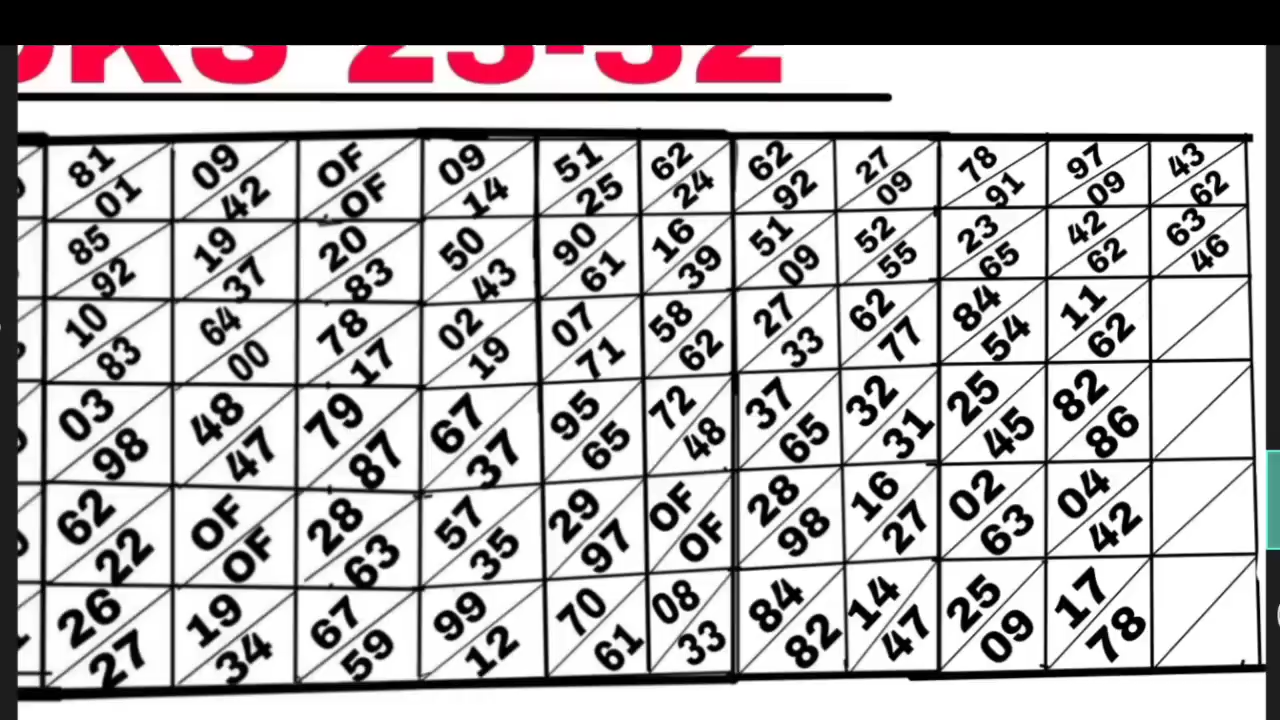 OKS 25-32
81/01 09/42 OF/OF 09/14 51/25 62/24 62/92 27/09 78/91 97/09 43/62
85/92 19/37 20/83 50/43 90/61 16/39 51/09 52/55 23/65 42/62 63/46
10/83 64/00 78/17 02/19 07/71 58/62 27/33 62/77 84/54 11/62
03/98 48/47 79/87 67/37 95/65 72/48 37/65 32/31 25/45 82/86
62/22 OF/OF 28/63 57/35 29/97 OF/OF 28/98 16/27 02/63 04/42
26/27 19/34 67/59 99/12 70/61 08/33 84/82 14/47 25/09 17/78